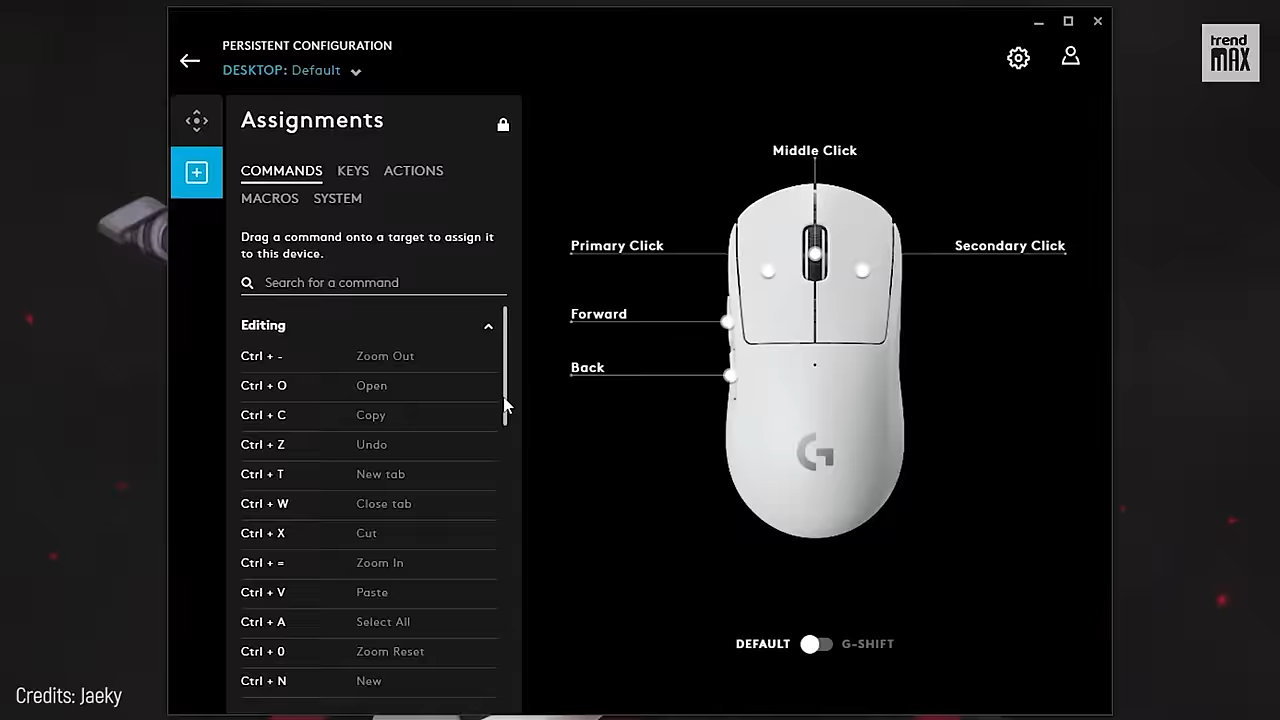 trend
MAX
PERSISTENT CONFIGURATION
DESKTOP: Default
Assignments
COMMANDS KEYS ACTIONS
MACROS SYSTEM
Drag a command onto a target to assign it
to this device.
Search for a command
Editing
Ctrl + - Zoom Out
Ctrl + O Open
Ctrl + C Copy
Ctrl + Z Undo
Ctrl + T New tab
Ctrl + W Close tab
Ctrl + X Cut
Ctrl + = Zoom In
Ctrl + V Paste
Ctrl + A Select All
Ctrl + 0 Zoom Reset
Ctrl + N New
Middle Click
Primary Click
Secondary Click
Forward
Back
G
DEFAULT G-SHIFT
Credits: Jaeky